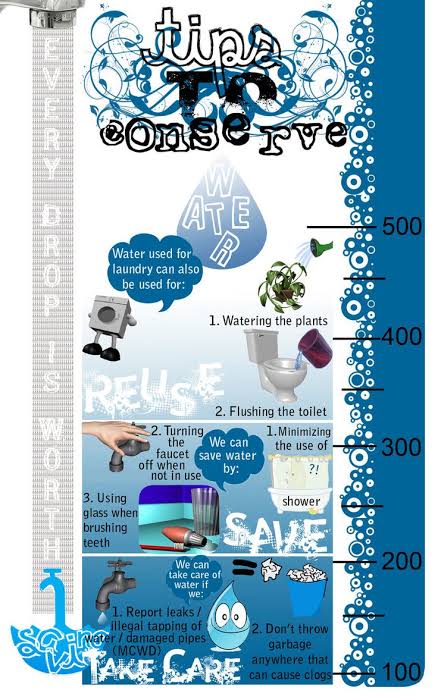 tips
TO
conserve
WATER
EVERY DROP IS WORTH
Water used for
laundry can also
be used for:
1. Watering the plants
2. Flushing the toilet
REUSE
500
400
300
200
100
2. Turning
the
faucet
off when
not in use
We can
save water
by:
1. Minimizing
the use of
?!
shower
3. Using
glass when
brushing
teeth
SAVE
We can
take care of
water if
we:
1. Report leaks /
illegal tapping of
water / damaged pipes
(MCWD)
2. Don't throw
garbage
anywhere that
can cause clogs
TAKE CARE